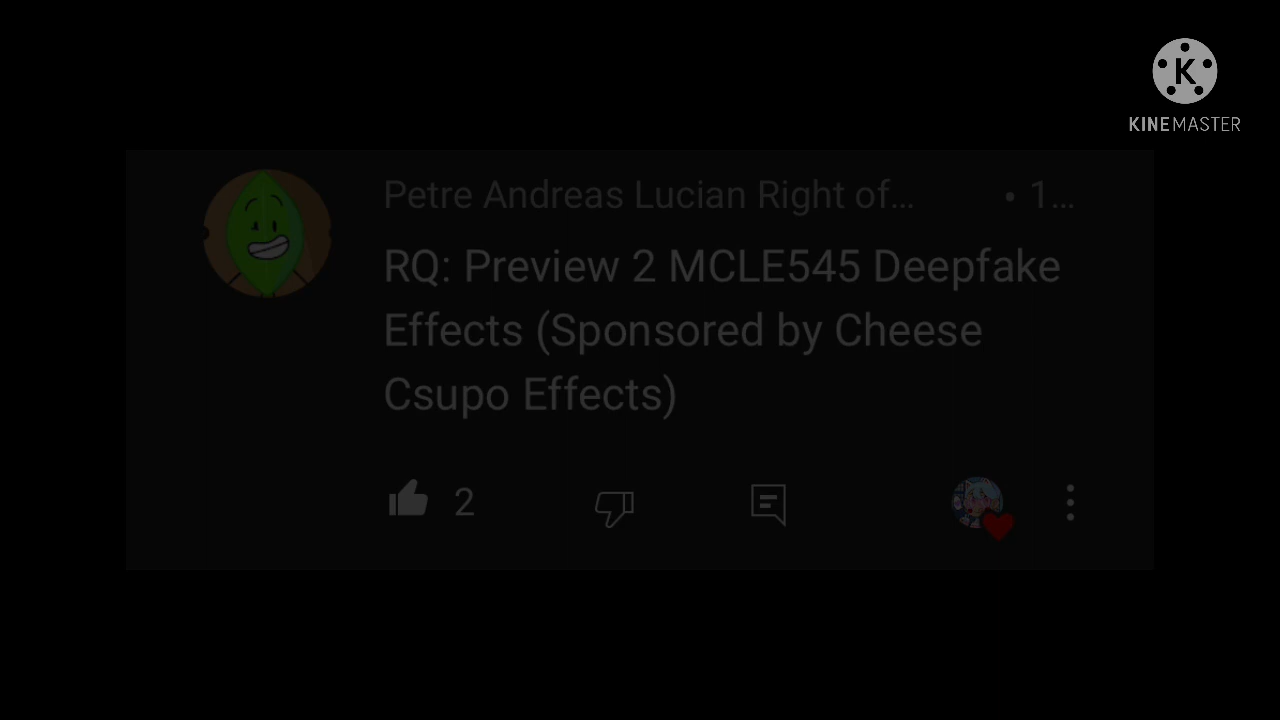 K
KINEMASTER
Petre Andreas Lucian Right of... • 1...
RQ: Preview 2 MCLE545 Deepfake
Effects (Sponsored by Cheese
Csupo Effects)
2